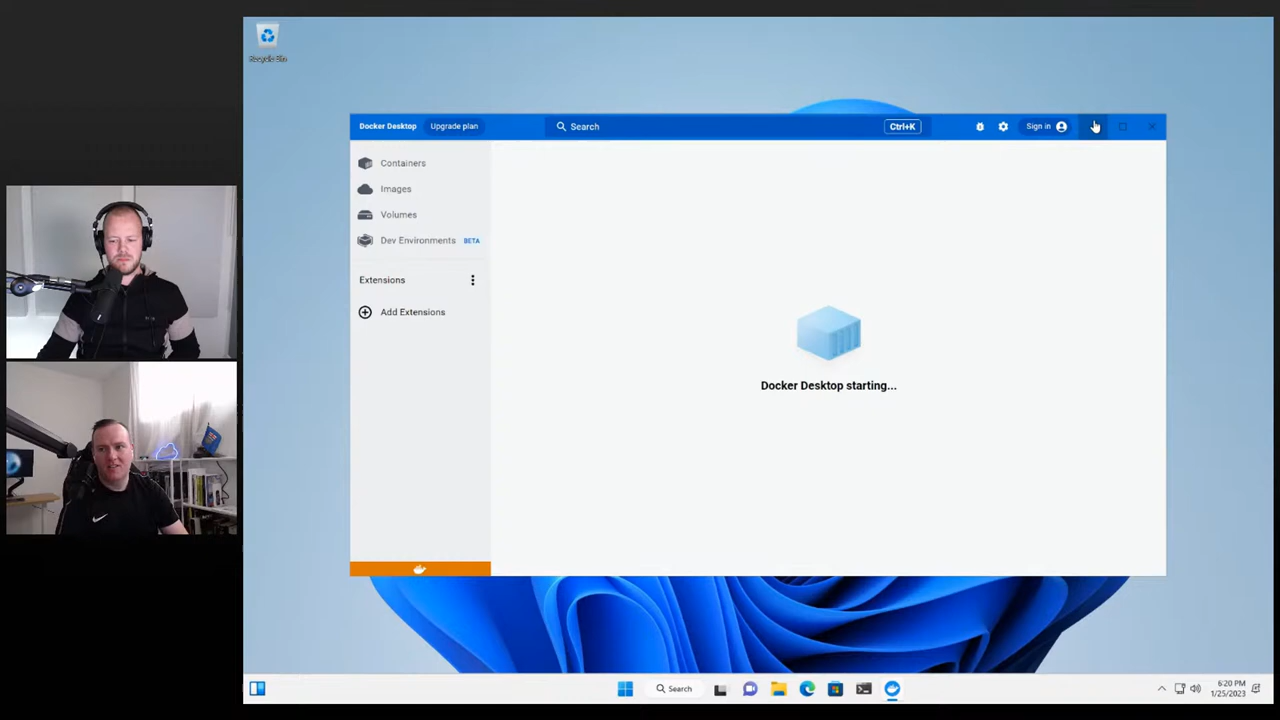 Recycle Bin
Docker Desktop
Upgrade plan
Search
Ctrl+K
Sign in
Containers
Images
Volumes
Dev Environments BETA
Extensions
Add Extensions
Docker Desktop starting...
Search
6:20 PM
1/25/2023